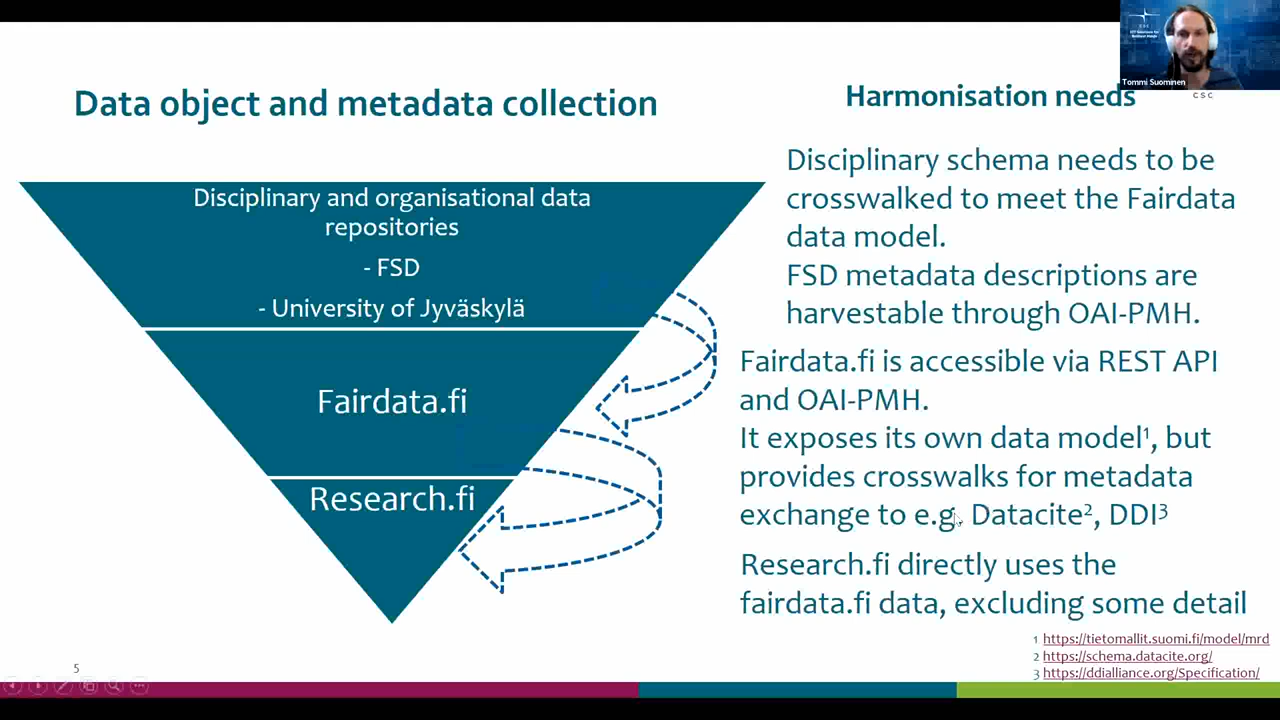 Data object and metadata collection
Disciplinary and organisational data
repositories
- FSD
- University of Jyväskylä
Fairdata.fi
Research.fi
Harmonisation needs
Disciplinary schema needs to be
crosswalked to meet the Fairdata
data model.
FSD metadata descriptions are
harvestable through OAI-PMH.
Fairdata.fi is accessible via REST API
and OAI-PMH.
It exposes its own data model¹, but
provides crosswalks for metadata
exchange to e.g. Datacite², DDI³
Research.fi directly uses the
fairdata.fi data, excluding some detail
1 https://tietomallit.suomi.fi/model/mrd
2 https://schema.datacite.org/
3 https://ddialliance.org/Specification/
5
Tommi Suominen
CSC